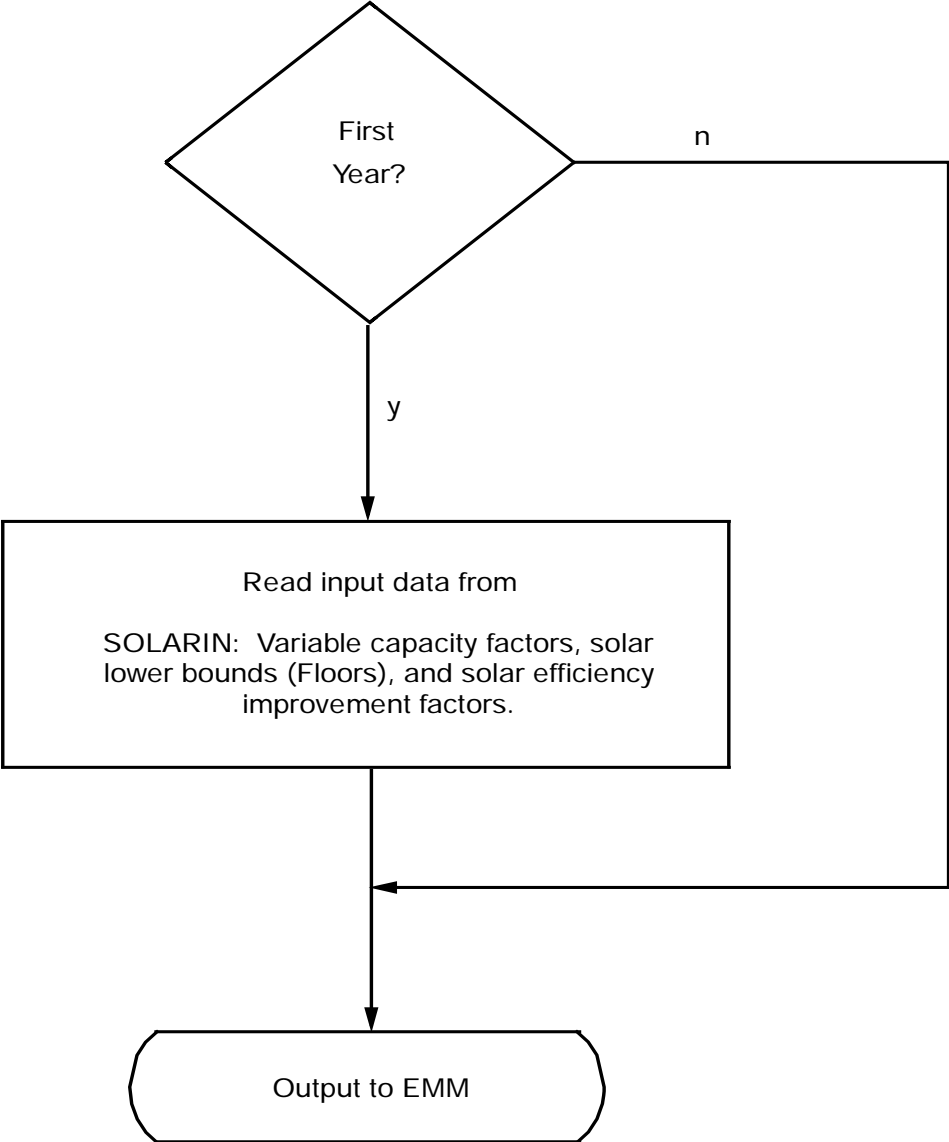 First
Year?
n
y
Read input data from
SOLARIN:  Variable capacity factors, solar
lower bounds (Floors), and solar efficiency
improvement factors.
Output to EMM